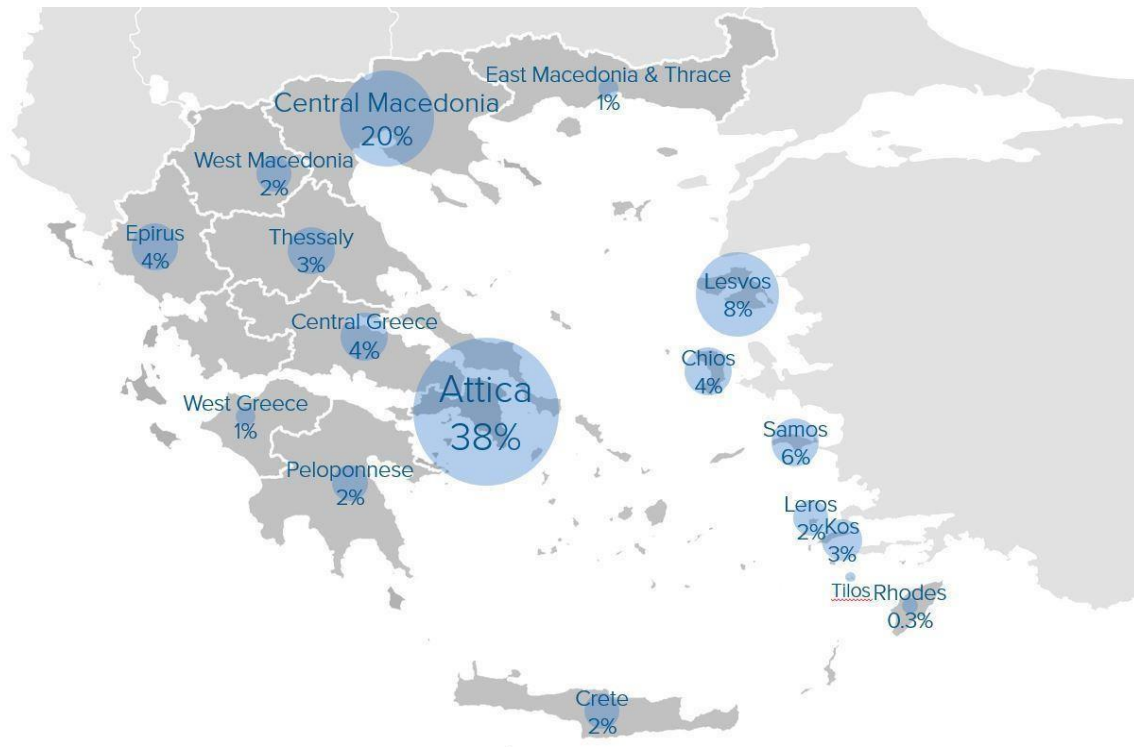 East Macedonia & Thrace
1%
Central Macedonia
20%
West Macedonia
2%
Epirus
4%
Thessaly
3%
Lesvos
8%
Central Greece
4%
Chios
4%
Attica
38%
West Greece
1%
Samos
6%
Peloponnese
2%
Leros
2%
Kos
3%
Tilos
Rhodes
0.3%
Crete
2%